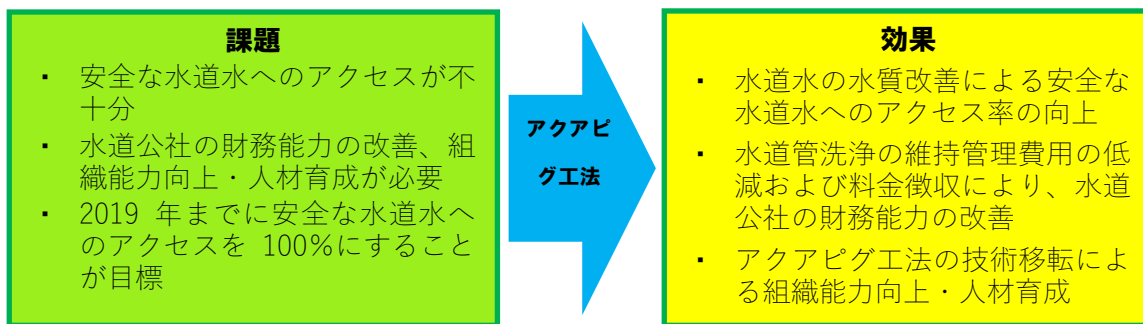 課題
・ 安全な水道水へのアクセスが不
十分
・ 水道公社の財務能力の改善、組
織能力向上・人材育成が必要
・ 2019 年までに安全な水道水へ
のアクセスを 100%にすること
が目標
アクアピ
グ工法
効果
・ 水道水の水質改善による安全な
水道水へのアクセス率の向上
・ 水道管洗浄の維持管理費用の低
減および料金徴収により、水道
公社の財務能力の改善
・ アクアピグ工法の技術移転によ
る組織能力向上・人材育成